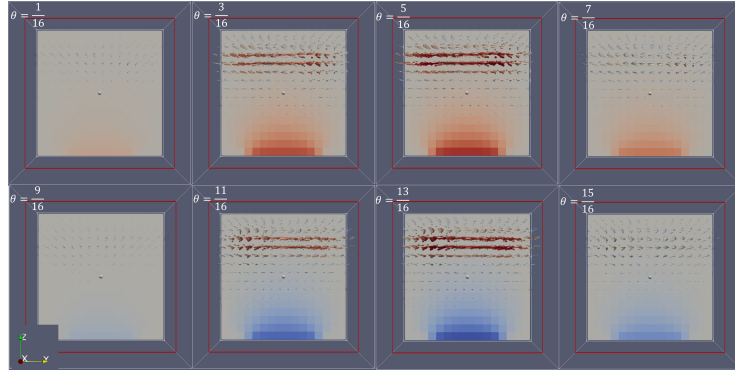 θ = 1/16
θ = 3/16
θ = 5/16
θ = 7/16
θ = 9/16
θ = 11/16
θ = 13/16
θ = 15/16
Z
X Y